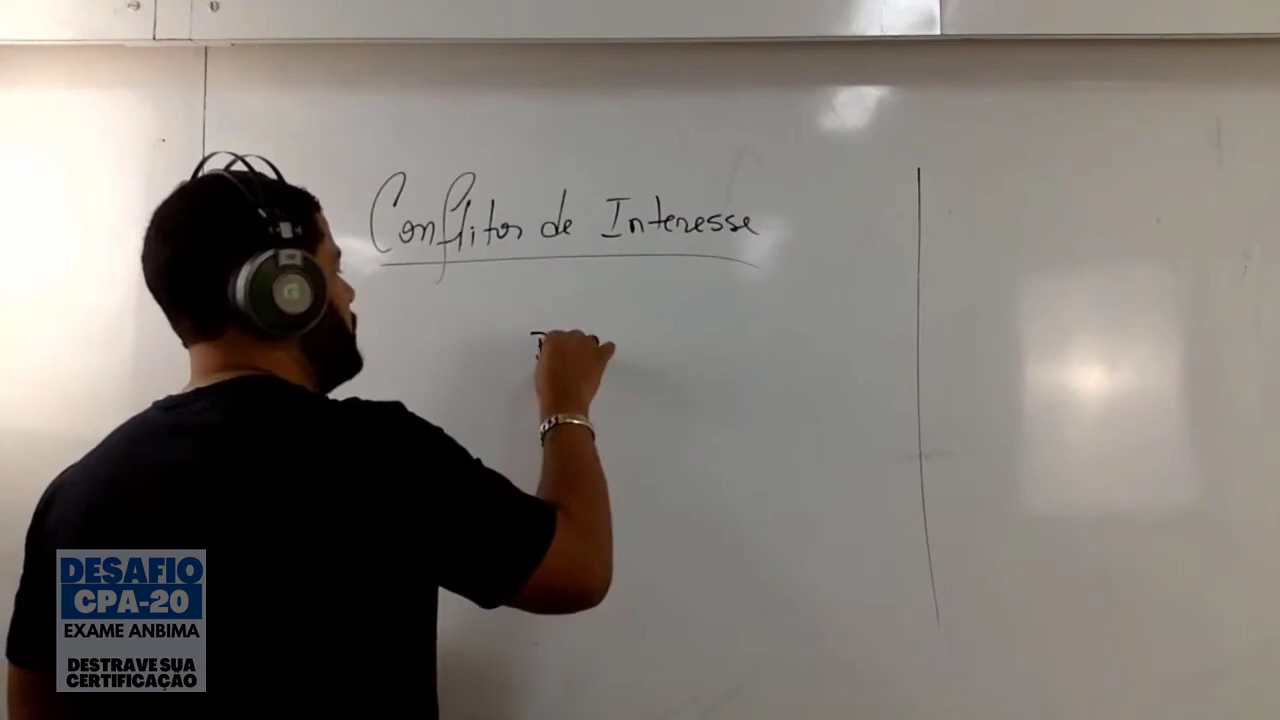 Conflitos de Interesse
DESAFIO
CPA-20
EXAME ANBIMA
DESTRAVE SUA
CERTIFICAÇÃO